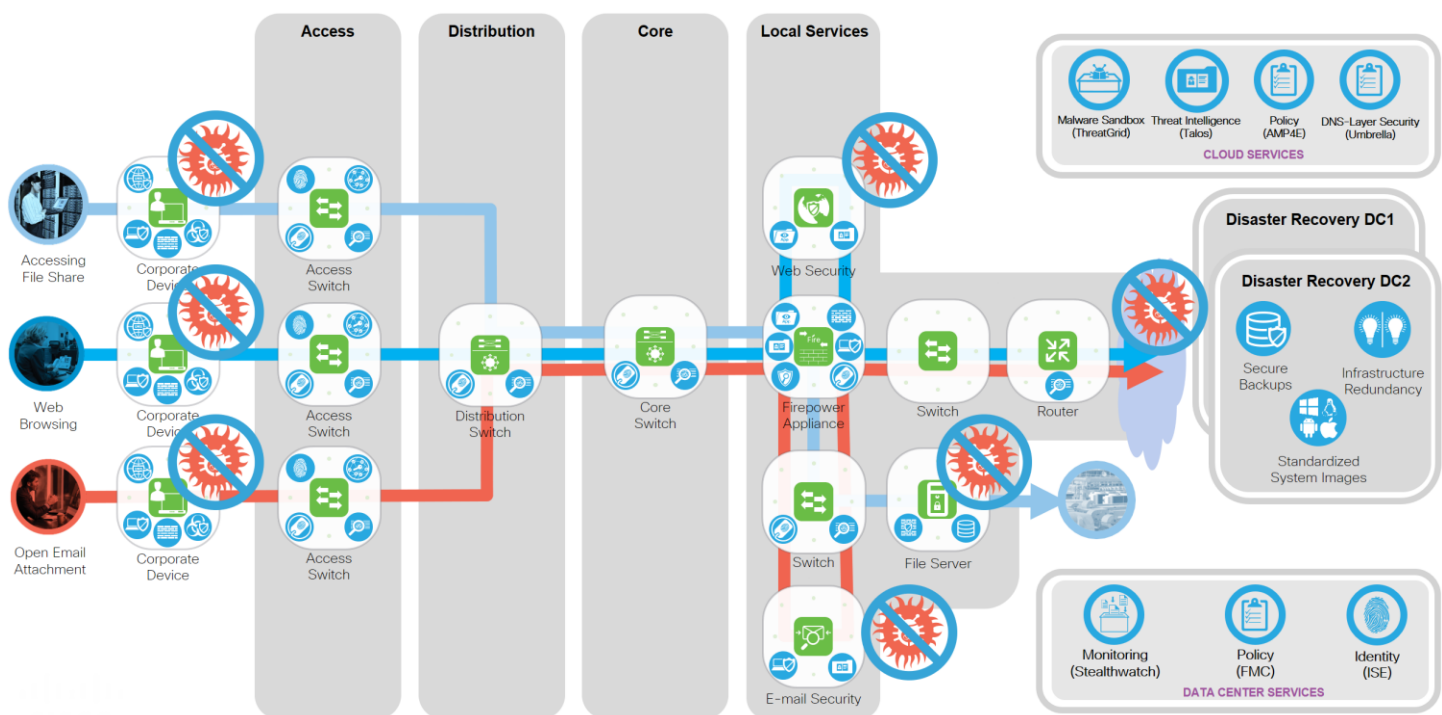 Access
Distribution
Core
Local Services
Malware Sandbox
(ThreatGrid)
Threat Intelligence
(Talos)
Policy
(AMP4E)
DNS-Layer Security
(Umbrella)
CLOUD SERVICES
Accessing
File Share
Corporate
Device
Access
Switch
Web Security
Disaster Recovery DC1
Disaster Recovery DC2
Secure
Backups
Infrastructure
Redundancy
Standardized
System Images
Web
Browsing
Corporate
Device
Access
Switch
Distribution
Switch
Core
Switch
Fire
Firepower
Appliance
Switch
Router
Open Email
Attachment
Corporate
Device
Access
Switch
Switch
File Server
E-mail Security
Monitoring
(Stealthwatch)
Policy
(FMC)
Identity
(ISE)
DATA CENTER SERVICES